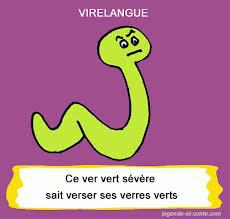 VIRELANGUE
Ce ver vert sévère
sait verser ses verres verts
legende-et-conte.com